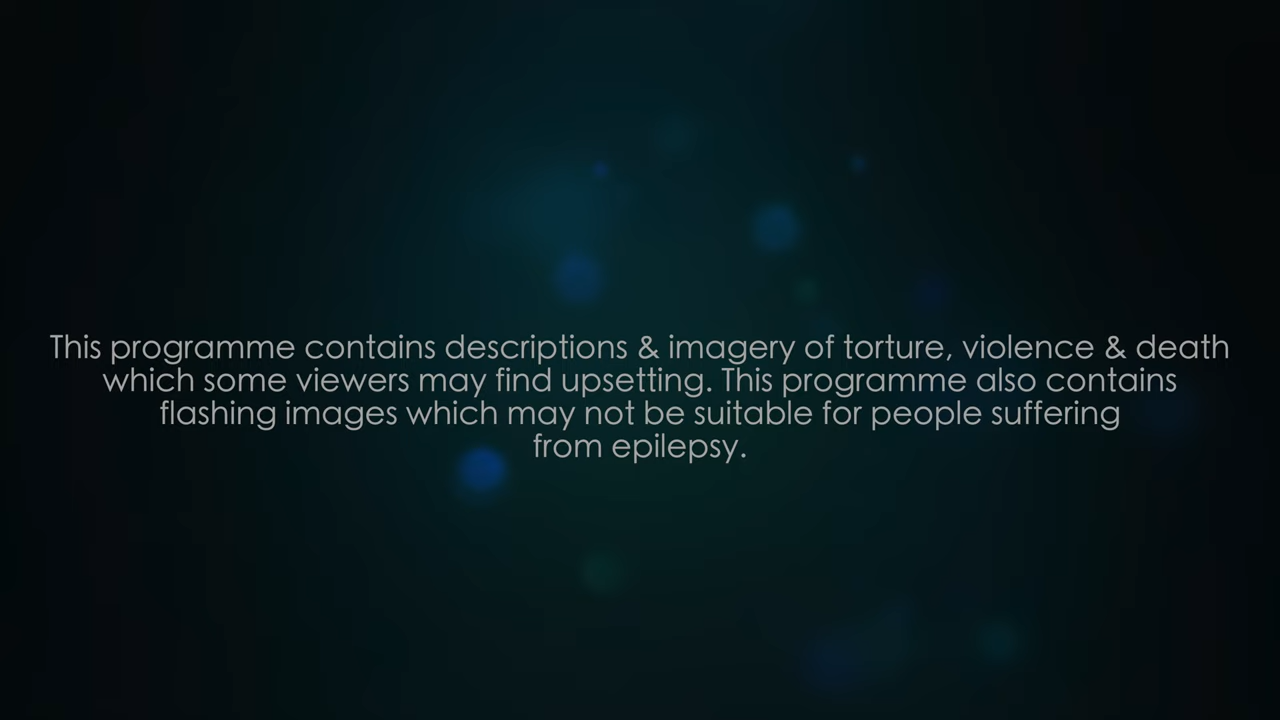 This programme contains descriptions & imagery of torture, violence & death
which some viewers may find upsetting. This programme also contains
flashing images which may not be suitable for people suffering
from epilepsy.